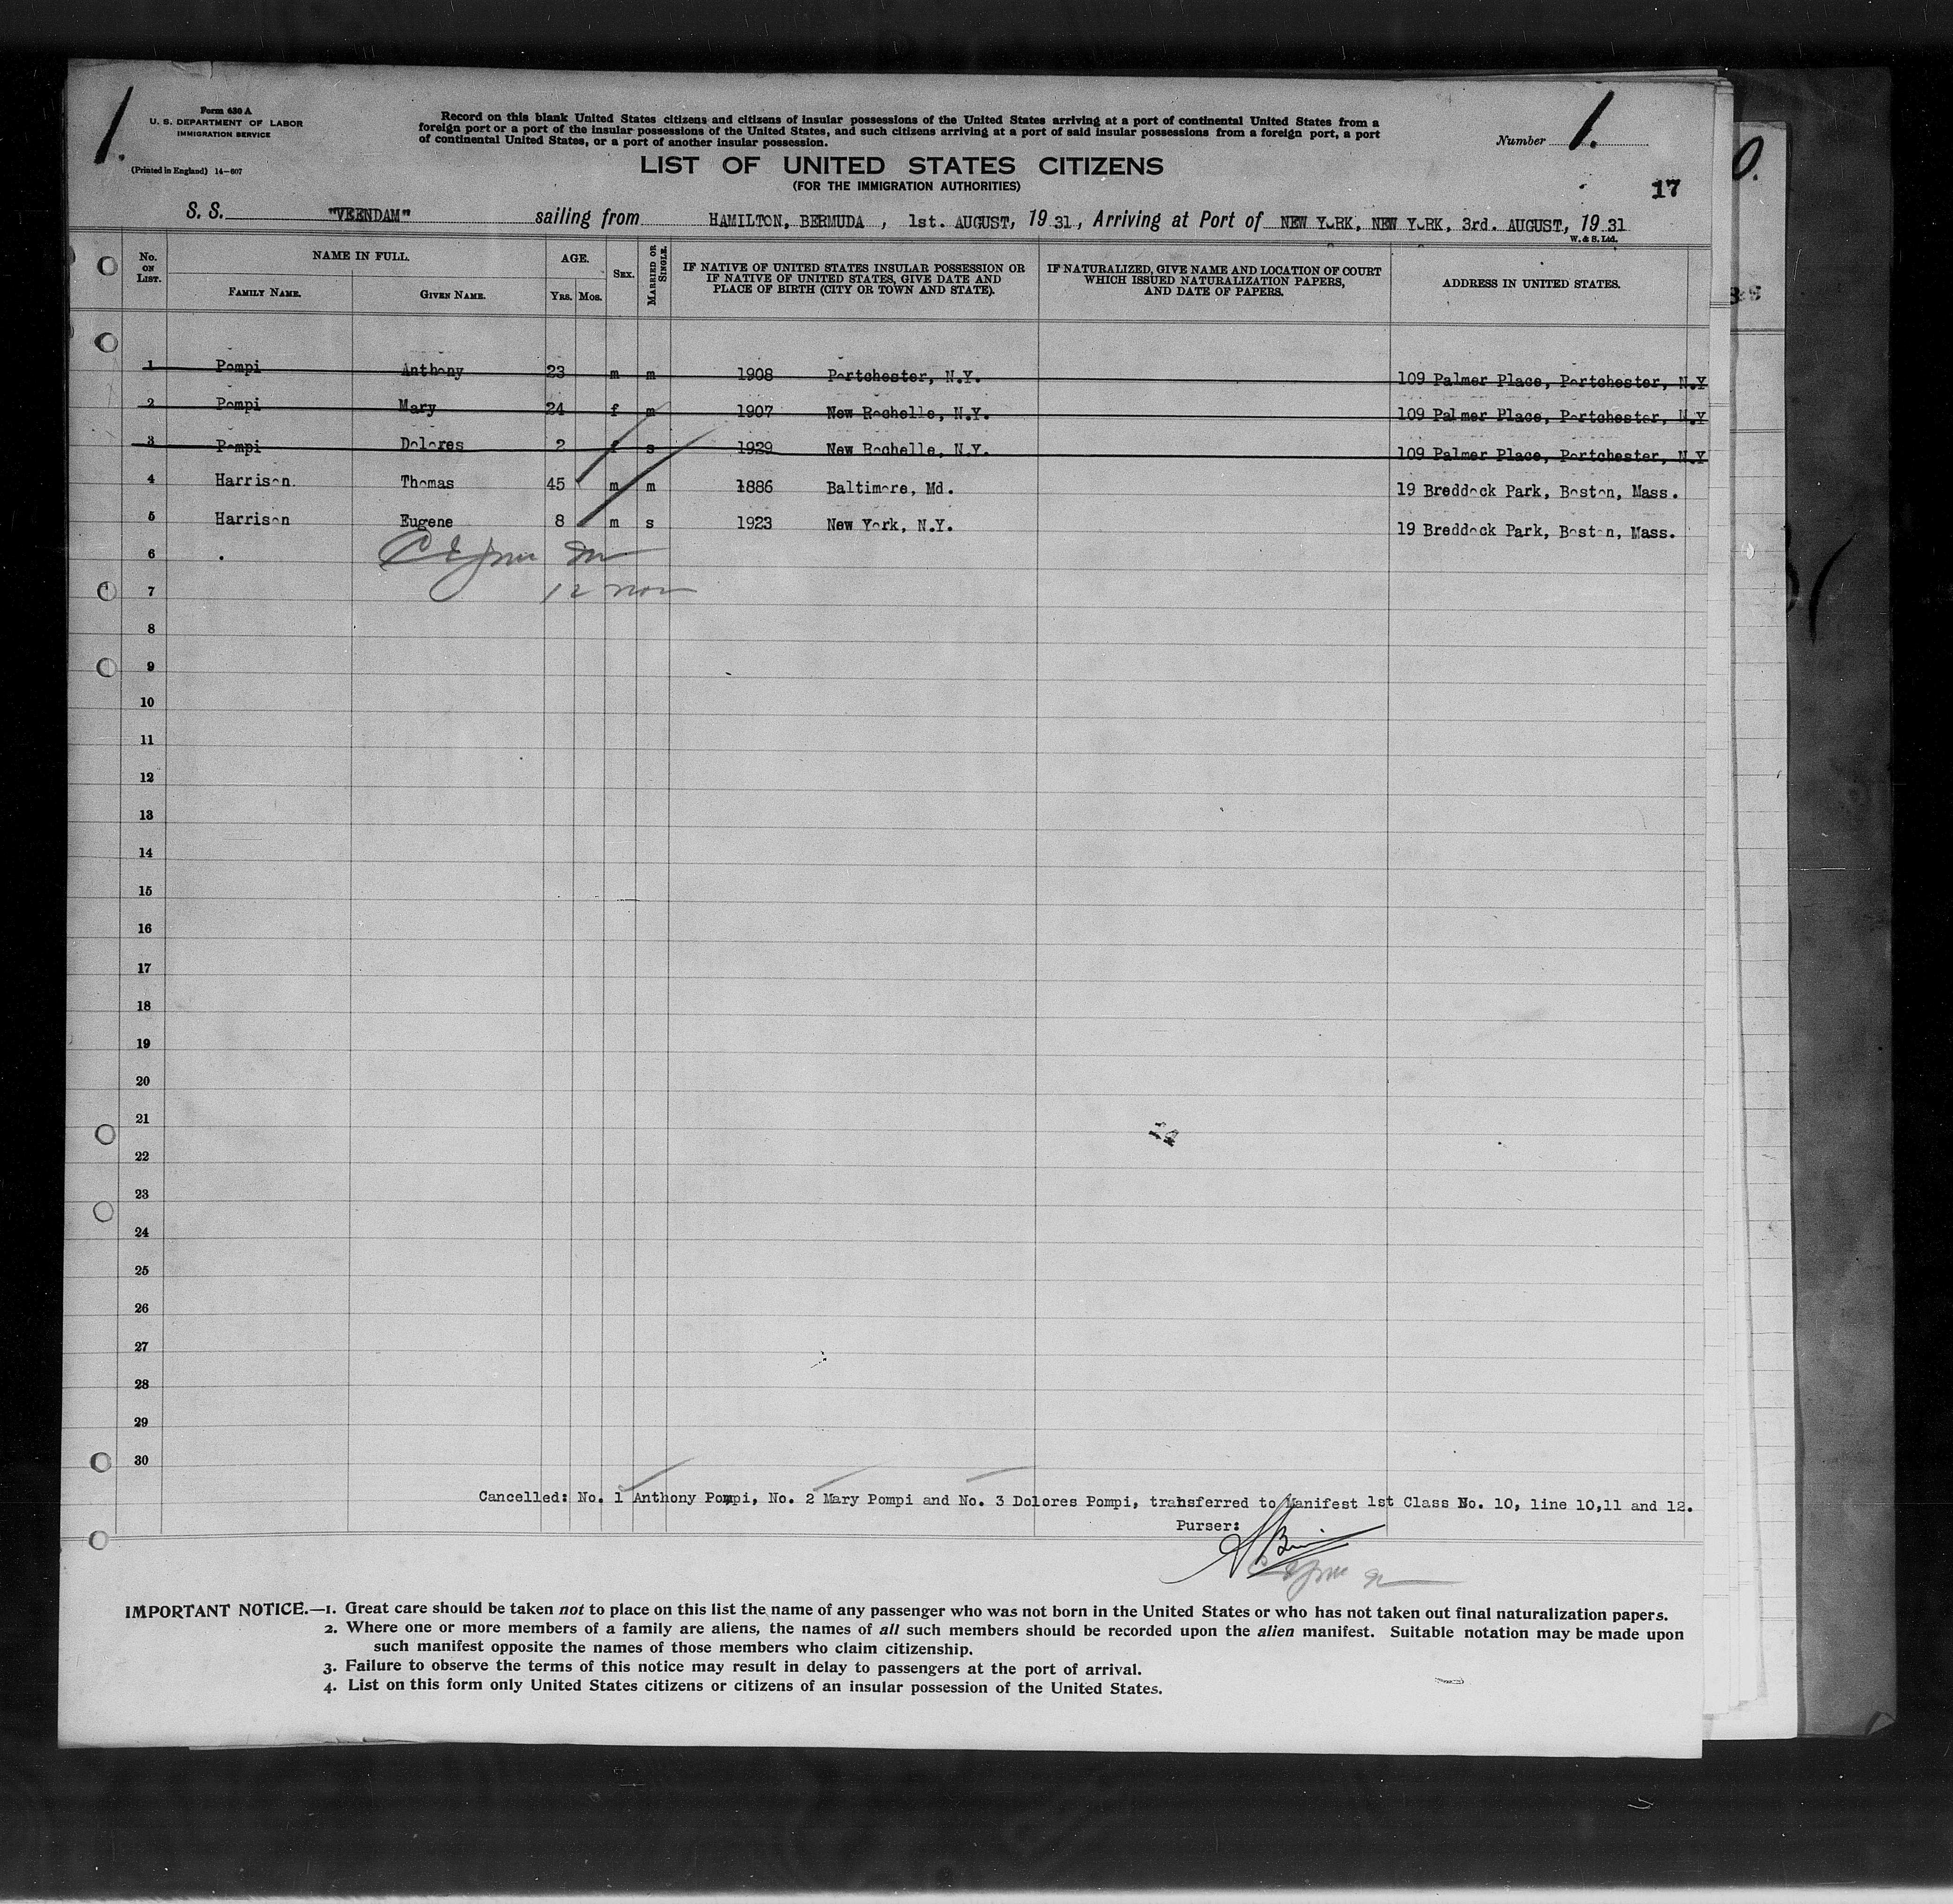 1.
Form 630 A
U. S. DEPARTMENT OF LABOR
IMMIGRATION SERVICE
(Printed in England) 14-607
Record on this blank United States citizens and citizens of insular possessions of the United States arriving at a port of continental United States from a
foreign port or a port of the insular possessions of the United States, and such citizens arriving at a port of said insular possessions from a foreign port, a port
of continental United States, or a port of another insular possession.
LIST OF UNITED STATES CITIZENS
(FOR THE IMMIGRATION AUTHORITIES)
Number 1.
17
S. S. "VEENDAM" sailing from HAMILTON, BERMUDA, 1st. AUGUST, 19 31, Arriving at Port of NEW YORK, NEW YORK, 3rd. AUGUST, 19 31
W. & S. Ltd.
No. ON LIST. NAME IN FULL. FAMILY NAME. GIVEN NAME. AGE. YRS. MOS. SEX. MARRIED OR SINGLE. IF NATIVE OF UNITED STATES INSULAR POSSESSION OR IF NATIVE OF UNITED STATES, GIVE DATE AND PLACE OF BIRTH (CITY OR TOWN AND STATE). IF NATURALIZED, GIVE NAME AND LOCATION OF COURT WHICH ISSUED NATURALIZATION PAPERS, AND DATE OF PAPERS. ADDRESS IN UNITED STATES.
1 Pompi Anthony 23 m m 1908 Portchester, N.Y. 109 Palmer Place, Portchester, N.Y
2 Pompi Mary 24 f m 1907 New Rochelle, N.Y. 109 Palmer Place, Portchester, N.Y
3 Pompi Dolores 2 f s 1929 New Rochelle, N.Y. 109 Palmer Place, Portchester, N.Y
4 Harrison. Thomas 45 m m 1886 Baltimore, Md. 19 Breddock Park, Boston, Mass.
5 Harrison Eugene 8 m s 1923 New York, N.Y. 19 Breddock Park, Boston, Mass.
6
7 12
8
9
10
11
12
13
14
15
16
17
18
19
20
21
22
23
24
25
26
27
28
29
30
Cancelled: No. 1 Anthony Pompi, No. 2 Mary Pompi and No. 3 Dolores Pompi, transferred to Manifest 1st Class No. 10, line 10,11 and 12.
Purser:
IMPORTANT NOTICE.—1. Great care should be taken not to place on this list the name of any passenger who was not born in the United States or who has not taken out final naturalization papers.
2. Where one or more members of a family are aliens, the names of all such members should be recorded upon the alien manifest. Suitable notation may be made upon
such manifest opposite the names of those members who claim citizenship.
3. Failure to observe the terms of this notice may result in delay to passengers at the port of arrival.
4. List on this form only United States citizens or citizens of an insular possession of the United States.